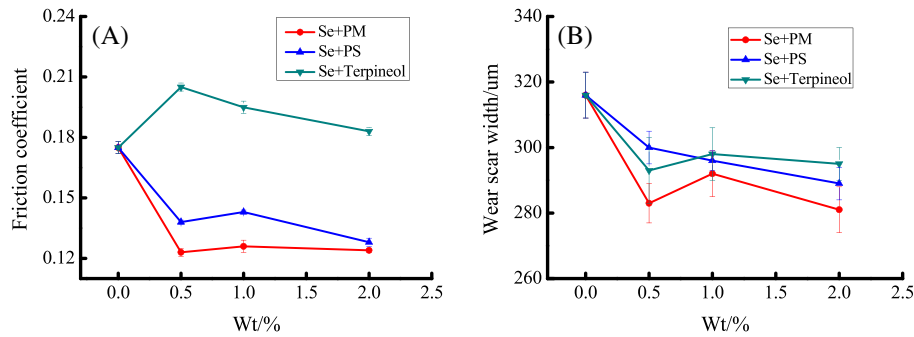 (A)
Se+PM
Se+PS
Se+Terpineol
Friction coefficient
0.24
0.21
0.18
0.15
0.12
0.0 0.5 1.0 1.5 2.0 2.5
Wt/%
(B)
Se+PM
Se+PS
Se+Terpineol
Wear scar width/um
340
320
300
280
260
0.0 0.5 1.0 1.5 2.0 2.5
Wt/%